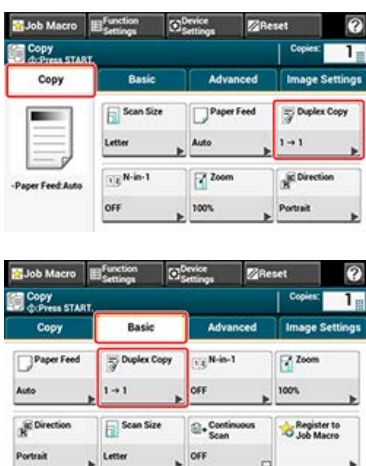 Job Macro Function Settings Device Settings Reset ?
Copy Copies: 1
Press START.
Copy Basic Advanced Image Settings
Scan Size Paper Feed Duplex Copy
Letter Auto 1→1
-Paper Feed:Auto
N-in-1 Zoom Direction
OFF 100% Portrait
Job Macro Function Settings Device Settings Reset ?
Copy Copies: 1
Press START.
Copy Basic Advanced Image Settings
Paper Feed Duplex Copy N-in-1 Zoom
Auto 1→1 OFF 100%
Direction Scan Size Continuous Scan Register to Job Macro
Portrait Letter OFF